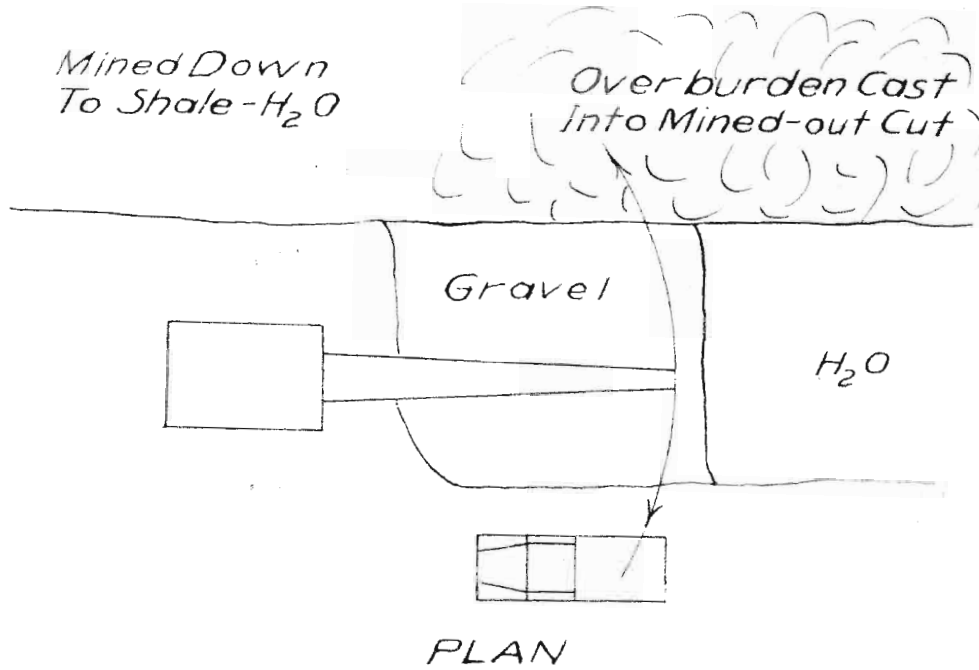 Mined Down
To Shale-H₂O
Overburden Cast
Into Mined-out Cut
Gravel
H₂O
PLAN